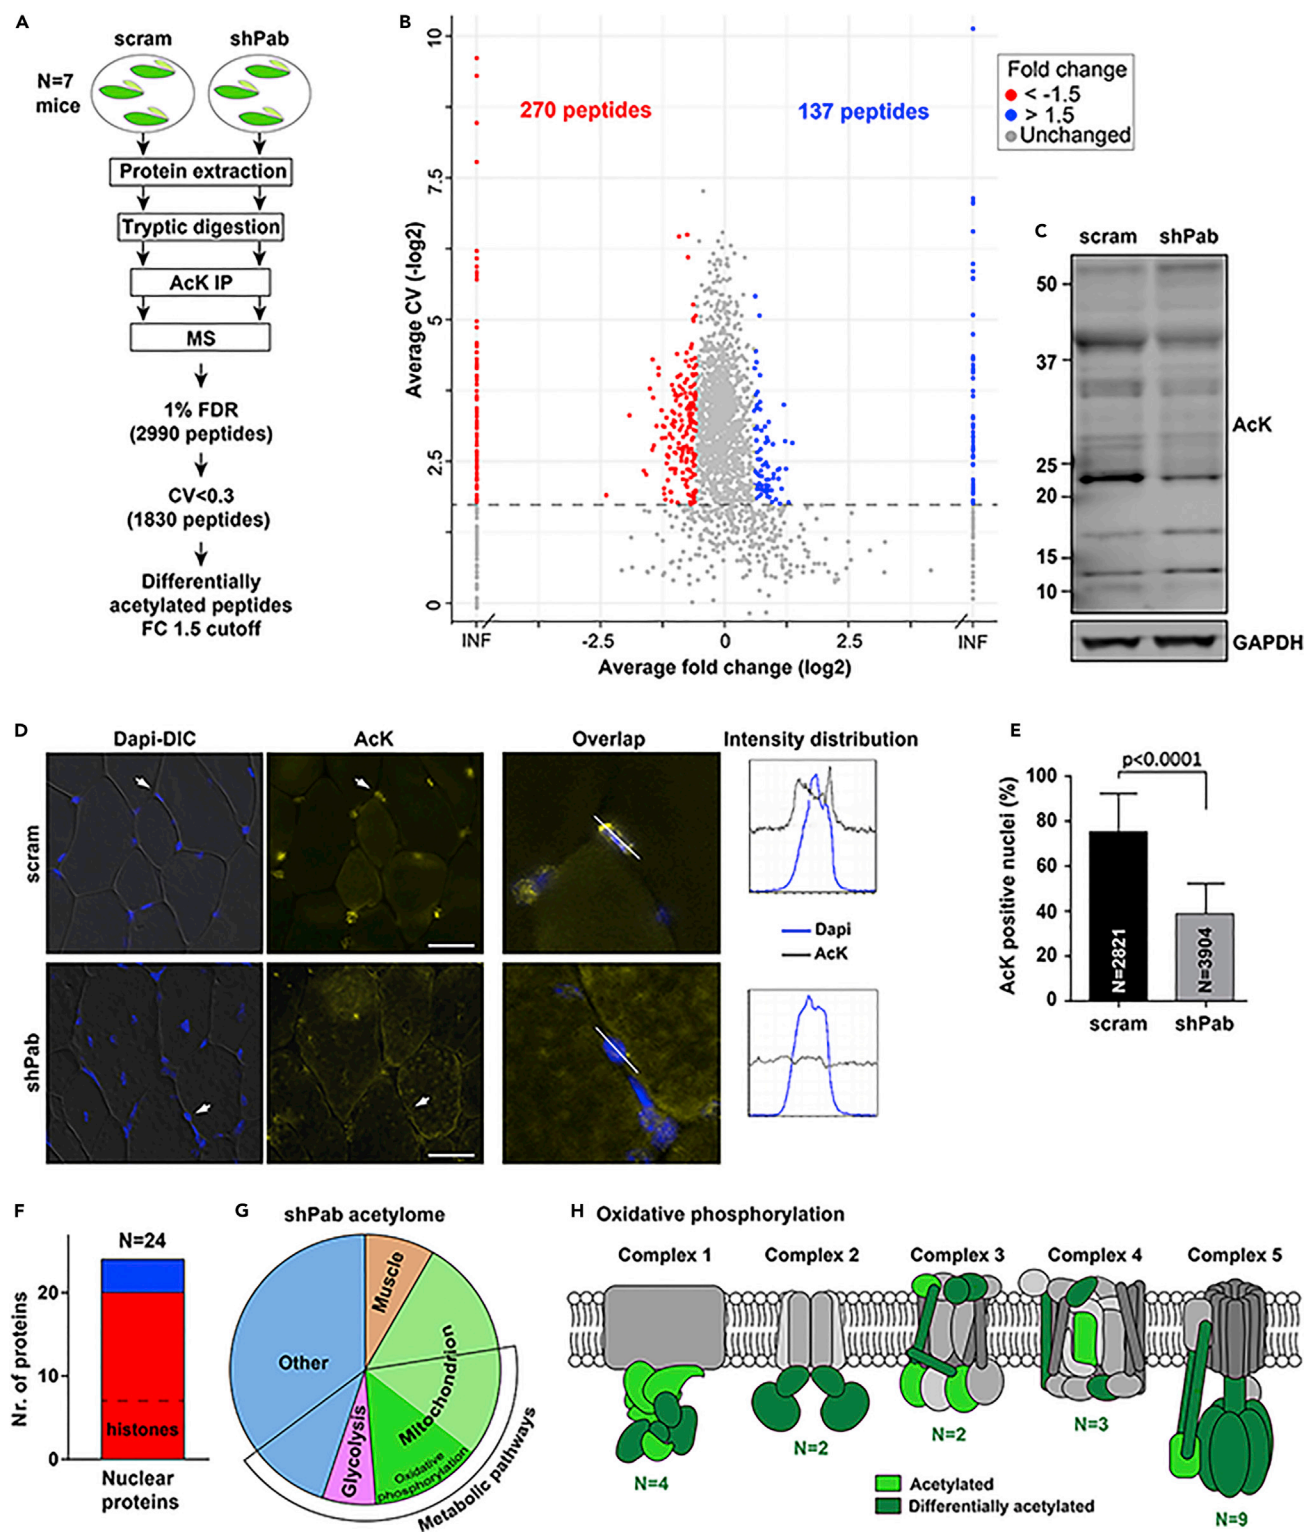 A
scram
shPab
N=7
mice
Protein extraction
Tryptic digestion
AcK IP
MS
1% FDR
(2990 peptides)
CV<0.3
(1830 peptides)
Differentially
acetylated peptides
FC 1.5 cutoff
B
Average CV (-log2)
10
7.5
5
2.5
0
270 peptides
137 peptides
INF
-2.5
0
2.5
INF
Average fold change (log2)
Fold change
< -1.5
> 1.5
Unchanged
C
scram
shPab
50
37
25
20
15
10
AcK
GAPDH
D
Dapi-DIC
AcK
Overlap
Intensity distribution
scram
shPab
Dapi
AcK
E
p<0.0001
AcK positive nuclei (%)
100
80
60
40
20
0
N=2821
N=3904
scram
shPab
F
N=24
Nr. of proteins
20
10
0
histones
Nuclear
proteins
G
shPab acetylome
Muscle
Mitochondrion
Oxidative
phosphorylation
Glycolysis
Other
Metabolic pathways
H
Oxidative phosphorylation
Complex 1
Complex 2
Complex 3
Complex 4
Complex 5
N=4
N=2
N=2
N=3
N=9
Acetylated
Differentially acetylated